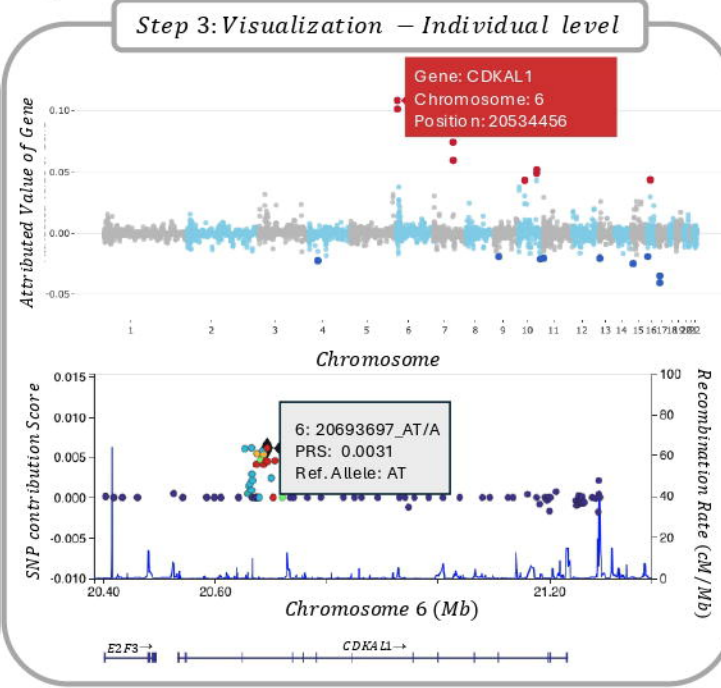 Step 3: Visualization – Individual level
Gene: CDKAL1
Chromosome: 6
Position: 20534456
Attributed Value of Gene
0.10
0.05
0.00
-0.05
1 2 3 4 5 6 7 8 9 10 11 12 13 14 15 16 17 18 19
Chromosome
SNP contribution Score
0.015
0.010
0.005
0.000
-0.005
-0.010
6: 20693697_AT/A
PRS: 0.0031
Ref. Allele: AT
100
80
60
40
20
0
Recombination Rate (cM/Mb)
20.40 20.60 21.20
Chromosome 6 (Mb)
E2F3→ CDKAL1→